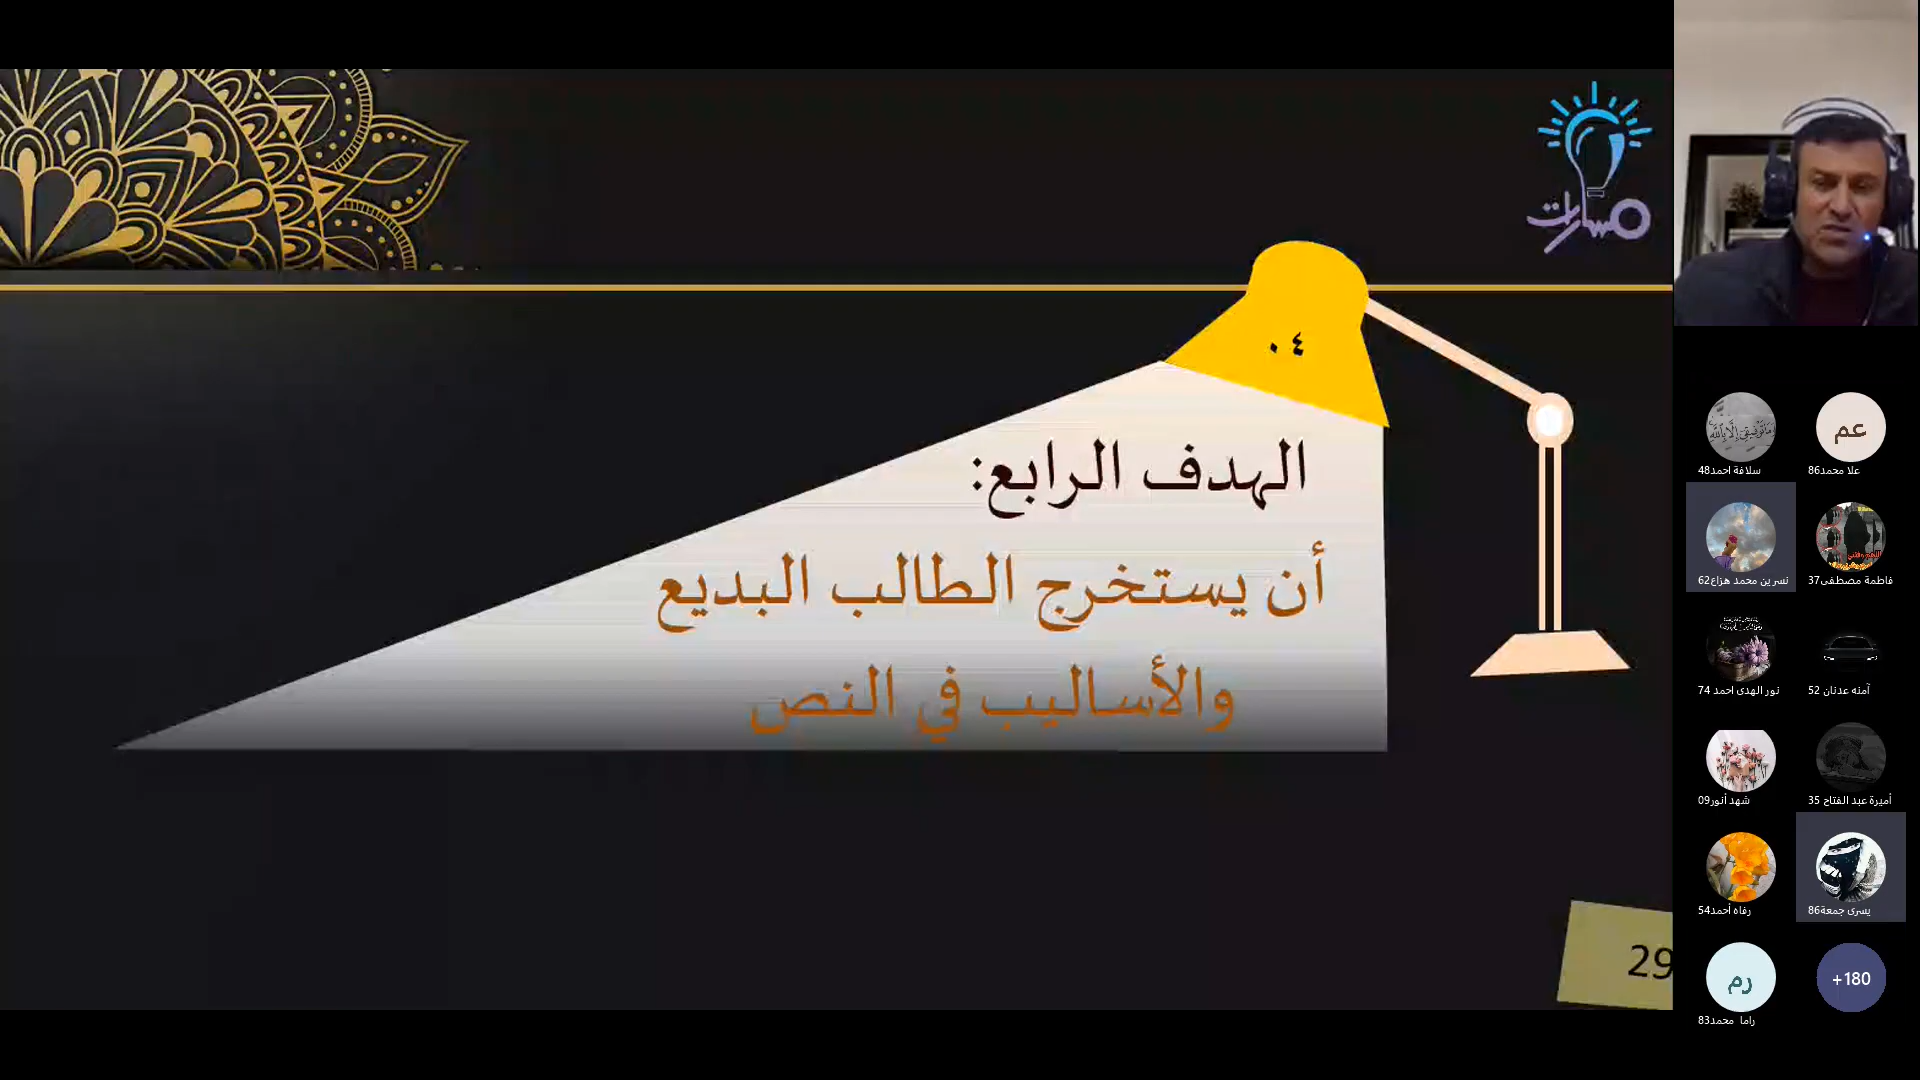 مسارات
٠٤
الهدف الرابع:
أن يستخرج الطالب البديع
والأساليب في النص
29
عم
سلافة احمد48
علا محمد86
نسرين محمد هزاع62
فاطمة مصطفى37
نور الهدى احمد 74
آمنه عدنان 52
شهد أنور09
أميرة عبد الفتاح 35
رفاه أحمد54
يسرى جمعة86
رم
+180
راما محمد83